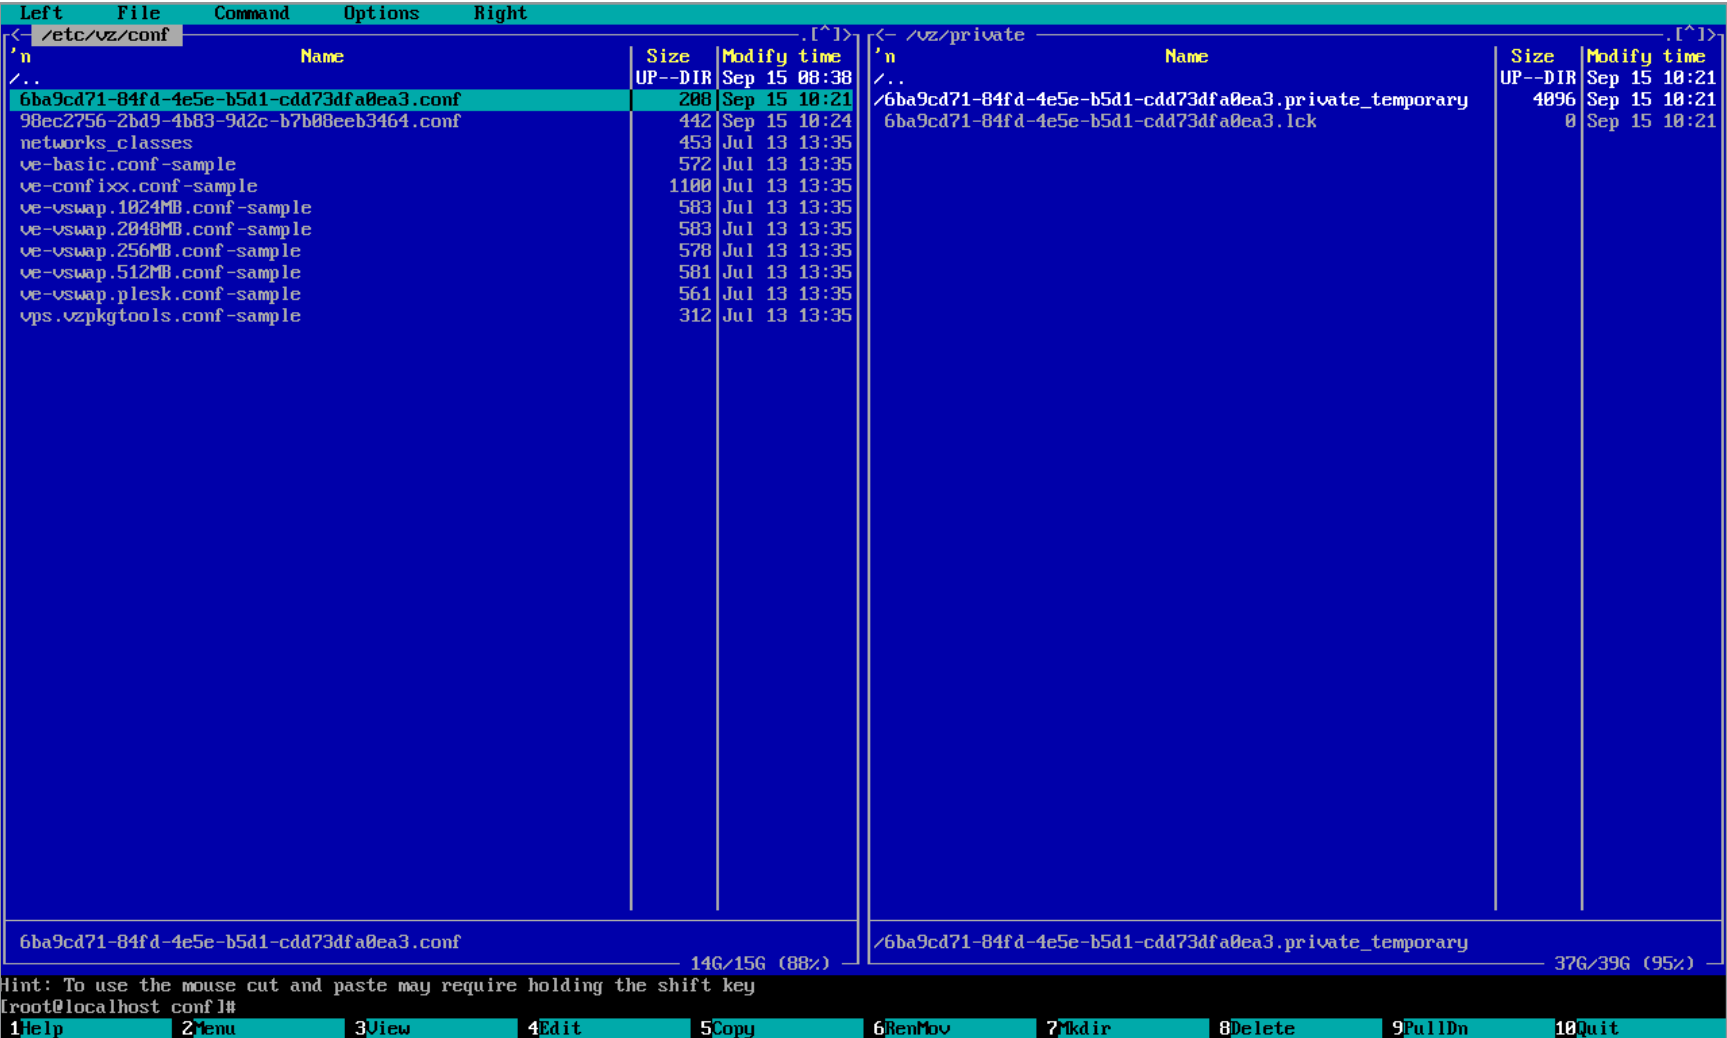 Left File Command Options Right
<- /etc/vz/conf .[^]>
'n Name Size Modify time
/.. UP--DIR Sep 15 08:38
6ba9cd71-84fd-4e5e-b5d1-cdd73dfa0ea3.conf 208 Sep 15 10:21
98ec2756-2bd9-4b83-9d2c-b7b08eeb3464.conf 442 Sep 15 10:24
networks_classes 453 Jul 13 13:35
ve-basic.conf-sample 572 Jul 13 13:35
ve-confixx.conf-sample 1100 Jul 13 13:35
ve-vswap.1024MB.conf-sample 583 Jul 13 13:35
ve-vswap.2048MB.conf-sample 583 Jul 13 13:35
ve-vswap.256MB.conf-sample 578 Jul 13 13:35
ve-vswap.512MB.conf-sample 581 Jul 13 13:35
ve-vswap.plesk.conf-sample 561 Jul 13 13:35
vps.vzpkgtools.conf-sample 312 Jul 13 13:35
6ba9cd71-84fd-4e5e-b5d1-cdd73dfa0ea3.conf
14G/15G (88%)
<- /vz/private .[^]>
'n Name Size Modify time
/.. UP--DIR Sep 15 10:21
/6ba9cd71-84fd-4e5e-b5d1-cdd73dfa0ea3.private_temporary 4096 Sep 15 10:21
6ba9cd71-84fd-4e5e-b5d1-cdd73dfa0ea3.lck 0 Sep 15 10:21
/6ba9cd71-84fd-4e5e-b5d1-cdd73dfa0ea3.private_temporary
37G/39G (95%)
Hint: To use the mouse cut and paste may require holding the shift key
[root@localhost conf]#
1Help 2Menu 3View 4Edit 5Copy 6RenMov 7Mkdir 8Delete 9PullDn 10Quit